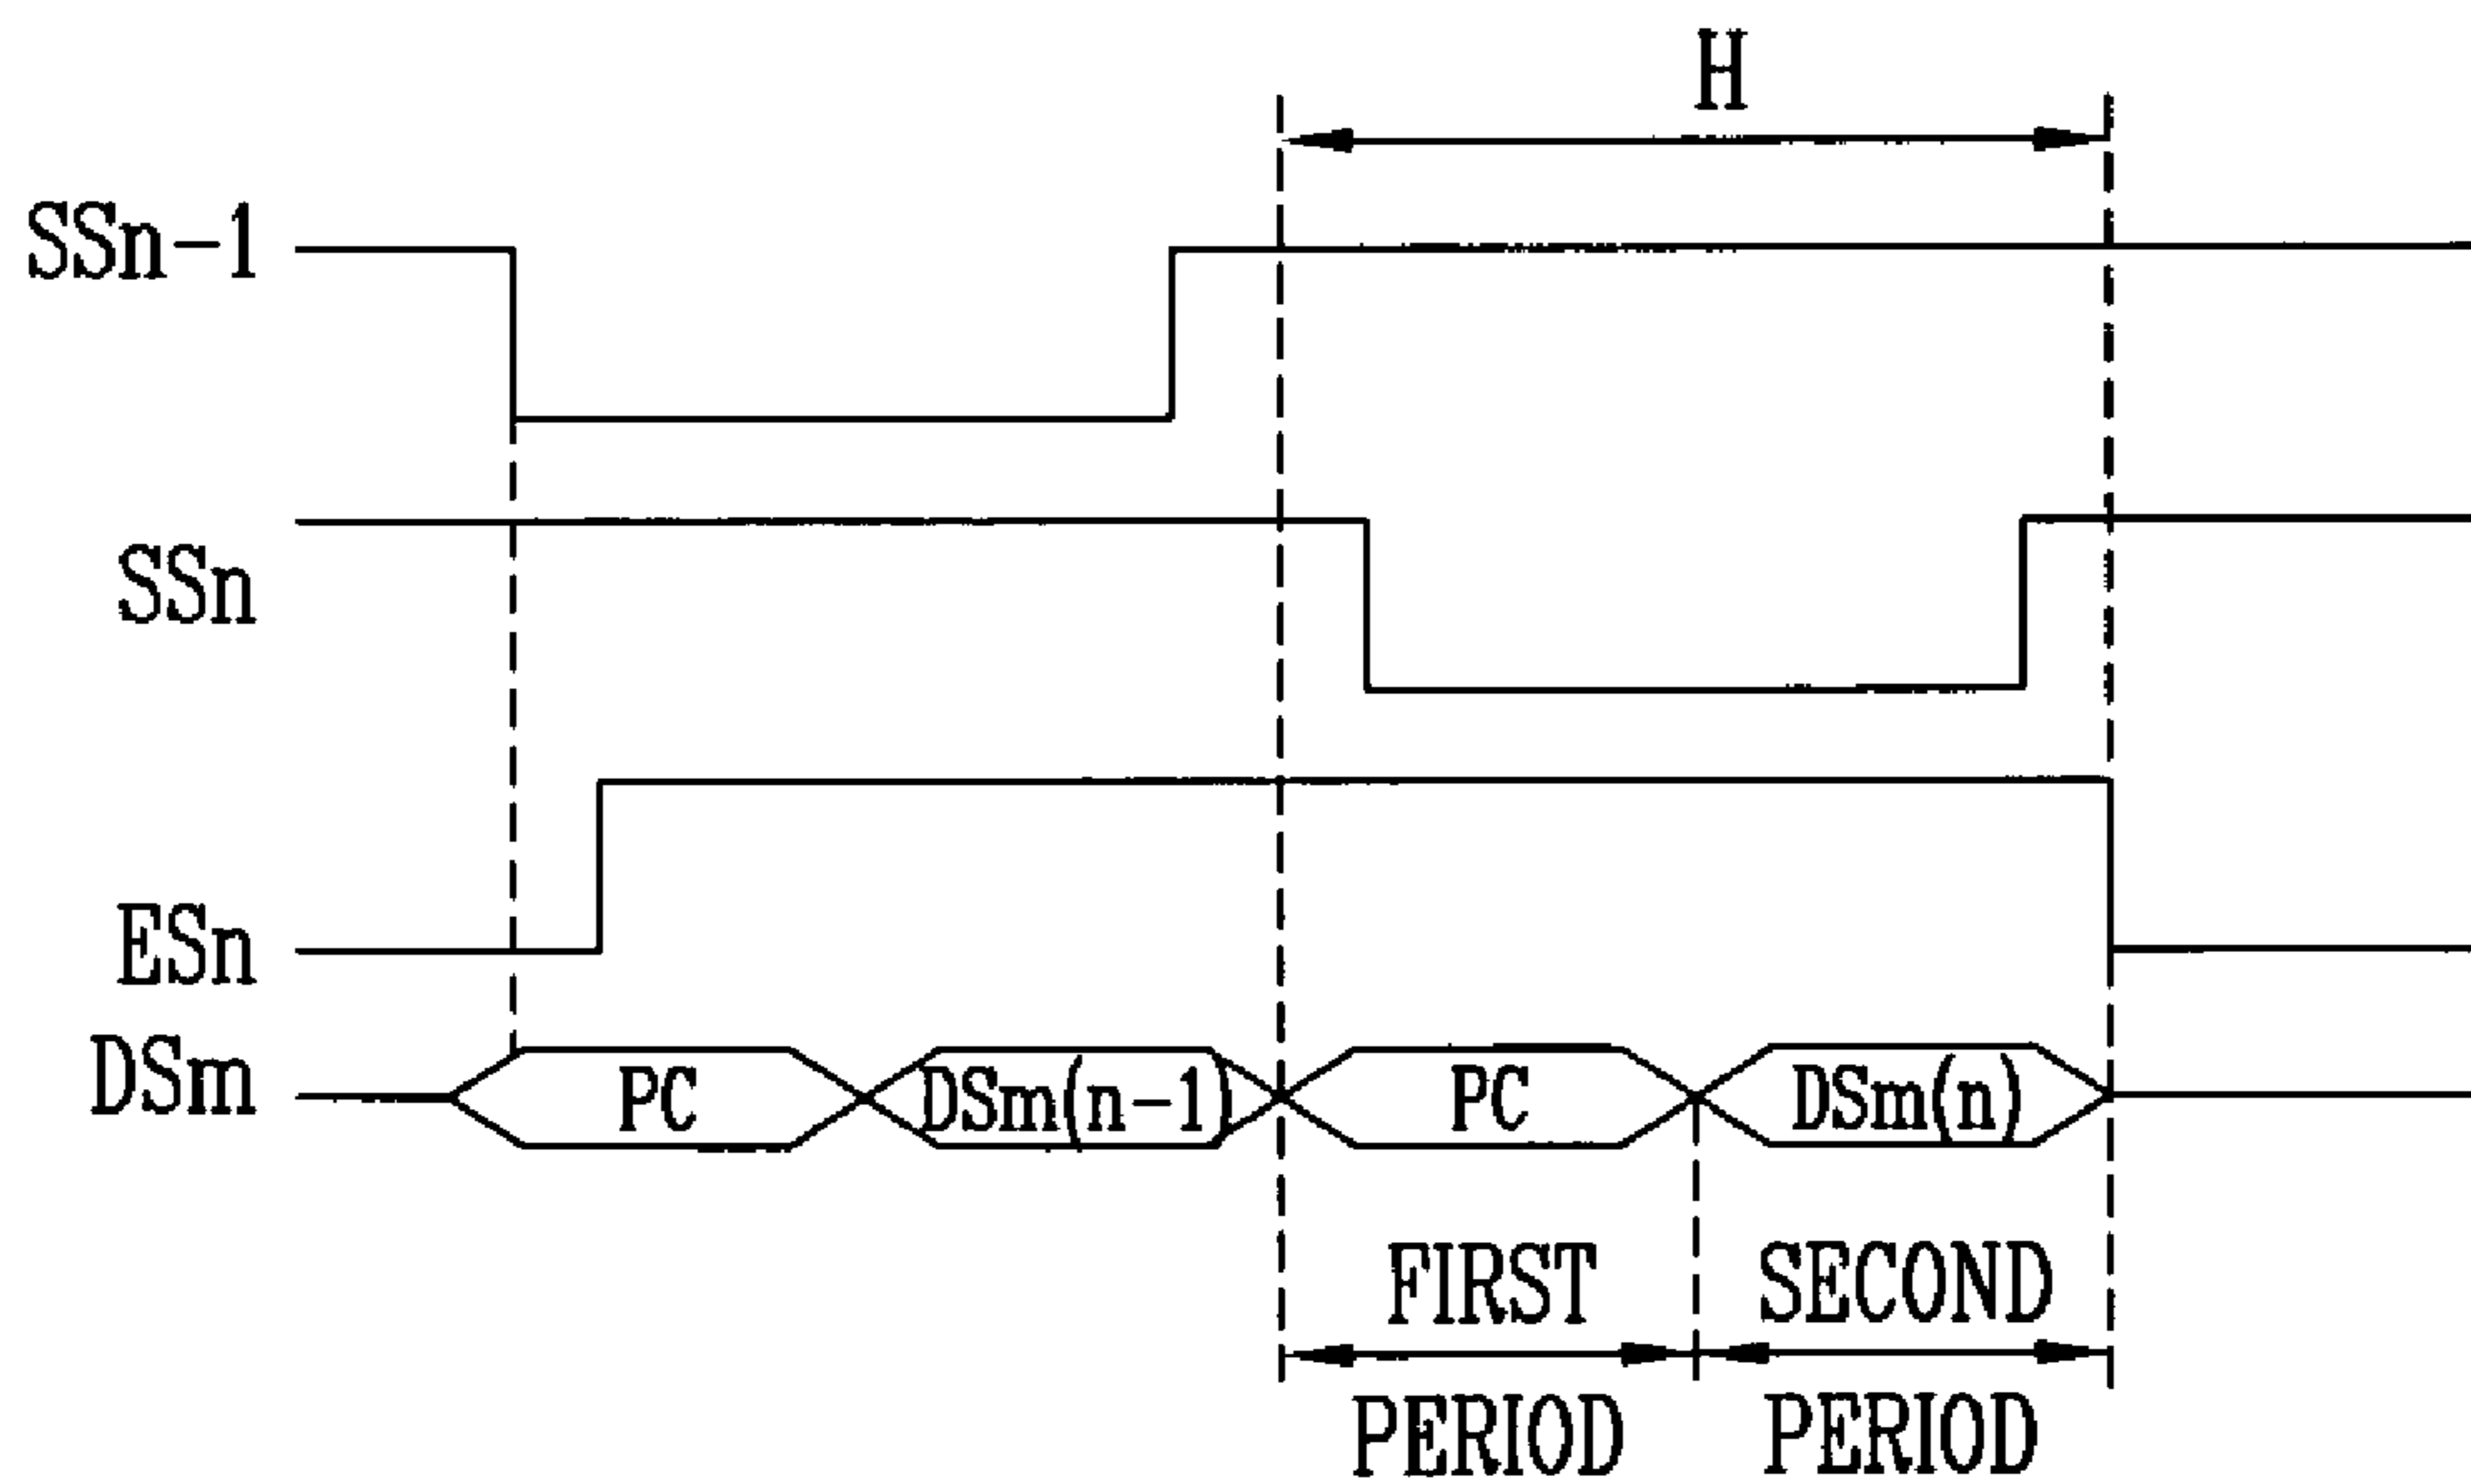 H
SSn-1
SSn
ESn
DSm
PC
DSm(n-1)
PC
DSm(n)
FIRST
PERIOD
SECOND
PERIOD